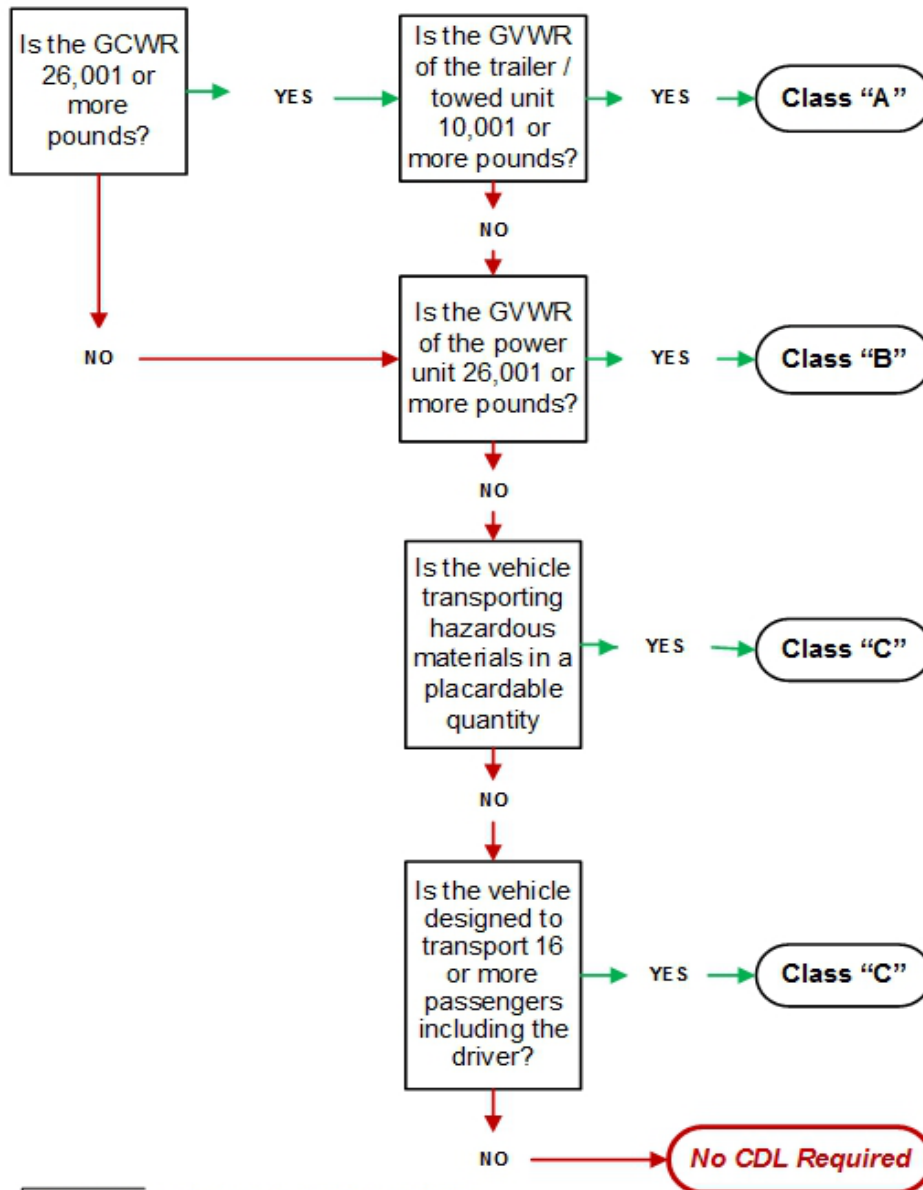 Is the GCWR
26,001 or
more
pounds?
YES
Is the GVWR
of the trailer /
towed unit
10,001 or
more pounds?
YES
Class “A”
NO
NO
Is the GVWR
of the power
unit 26,001 or
more pounds?
YES
Class “B”
NO
Is the vehicle
transporting
hazardous
materials in a
placardable
quantity
YES
Class “C”
NO
Is the vehicle
designed to
transport 16
or more
passengers
including the
driver?
YES
Class “C”
NO
No CDL Required